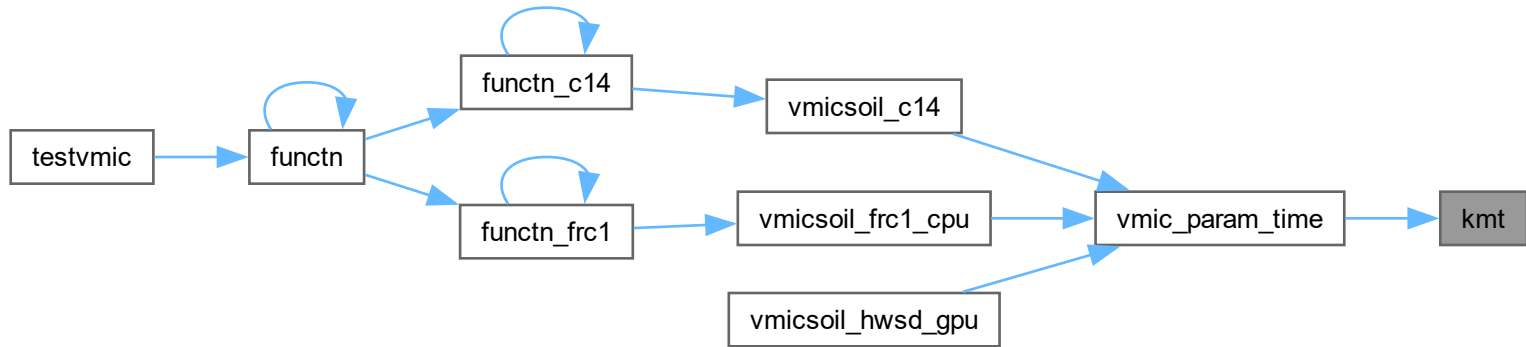 testvmic
functn
functn_c14
functn_frc1
vmicsoil_c14
vmicsoil_frc1_cpu
vmicsoil_hwsd_gpu
vmic_param_time
kmt